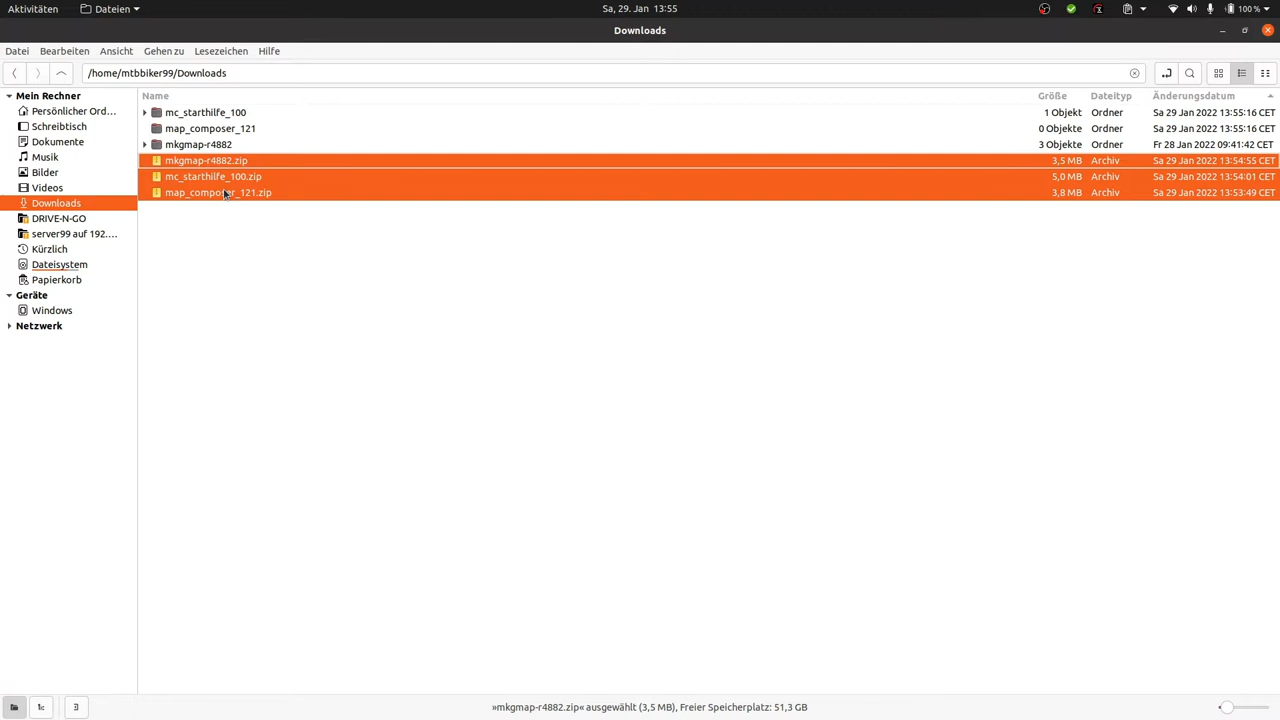 Aktivitäten Dateien Sa, 29. Jan 13:55 100 %
Downloads
Datei Bearbeiten Ansicht Gehen zu Lesezeichen Hilfe
/home/mtbbiker99/Downloads
Mein Rechner
Persönlicher Ord...
Schreibtisch
Dokumente
Musik
Bilder
Videos
Downloads
DRIVE-N-GO
server99 auf 192....
Kürzlich
Dateisystem
Papierkorb
Geräte
Windows
Netzwerk
Name Größe Dateityp Änderungsdatum
mc_starthilfe_100 1 Objekt Ordner Sa 29 Jan 2022 13:55:16 CET
map_composer_121 0 Objekte Ordner Sa 29 Jan 2022 13:55:16 CET
mkgmap-r4882 3 Objekte Ordner Fr 28 Jan 2022 09:41:42 CET
mkgmap-r4882.zip 3,5 MB Archiv Sa 29 Jan 2022 13:54:55 CET
mc_starthilfe_100.zip 5,0 MB Archiv Sa 29 Jan 2022 13:54:01 CET
map_composer_121.zip 3,8 MB Archiv Sa 29 Jan 2022 13:53:49 CET
»mkgmap-r4882.zip« ausgewählt (3,5 MB), Freier Speicherplatz: 51,3 GB